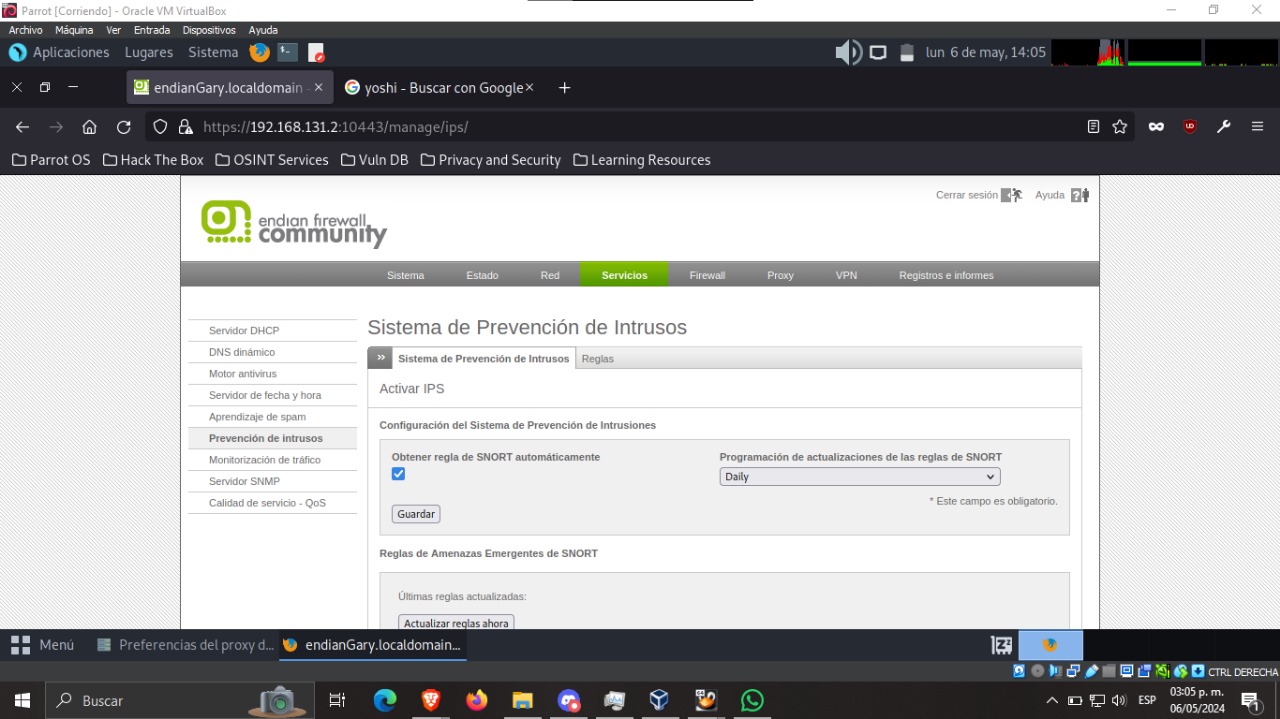 Parrot [Corriendo] - Oracle VM VirtualBox
Archivo Máquina Ver Entrada Dispositivos Ayuda
Aplicaciones Lugares Sistema lun 6 de may, 14:05
endianGary.localdomain - yoshi - Buscar con Google
https://192.168.131.2:10443/manage/ips/
Parrot OS Hack The Box OSINT Services Vuln DB Privacy and Security Learning Resources
Cerrar sesión Ayuda
endian firewall
community
Sistema Estado Red Servicios Firewall Proxy VPN Registros e informes
Servidor DHCP
DNS dinámico
Motor antivirus
Servidor de fecha y hora
Aprendizaje de spam
Prevención de intrusos
Monitorización de tráfico
Servidor SNMP
Calidad de servicio - QoS
Sistema de Prevención de Intrusos
» Sistema de Prevención de Intrusos Reglas
Activar IPS
Configuración del Sistema de Prevención de Intrusiones
Obtener regla de SNORT automáticamente Programación de actualizaciones de las reglas de SNORT
Daily
* Este campo es obligatorio.
Guardar
Reglas de Amenazas Emergentes de SNORT
Últimas reglas actualizadas:
Actualizar reglas ahora
Menú Preferencias del proxy d... endianGary.localdomain...
CTRL DERECHA
Buscar ESP 03:05 p. m.
06/05/2024 1